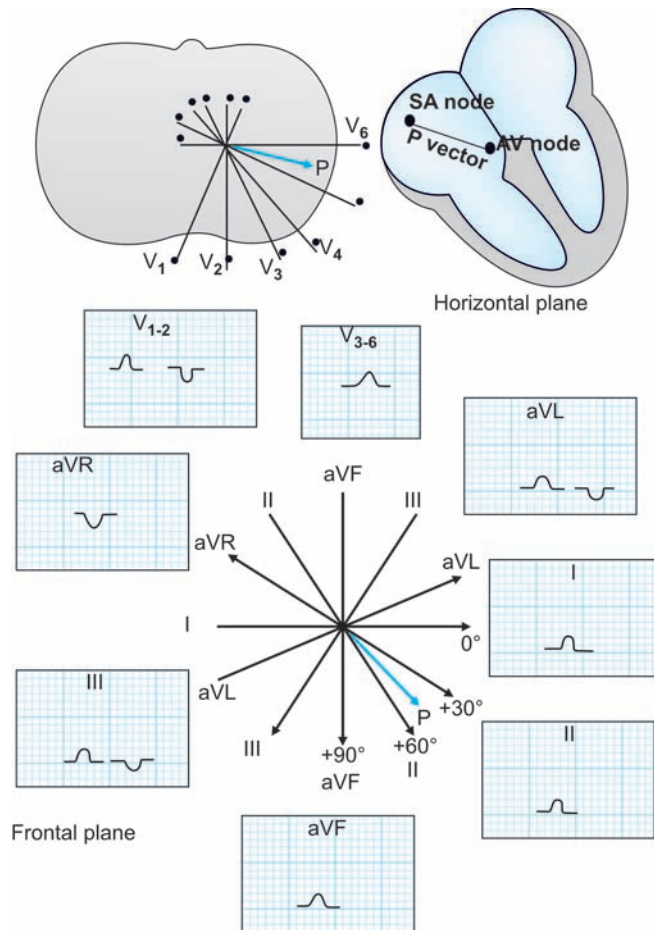 SA node
P vector
AV node
V6
P
V1
V2
V3
V4
Horizontal plane
V1-2
V3-6
aVL
aVR
aVF
II
III
aVR
aVL
I
I
0°
III
aVL
P
+30°
III
+90°
+60°
II
aVF
II
Frontal plane
aVF